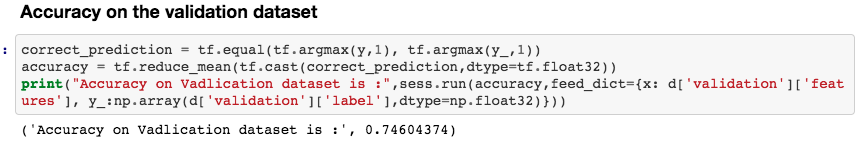 Accuracy on the validation dataset
: correct_prediction = tf.equal(tf.argmax(y,1), tf.argmax(y_,1))
accuracy = tf.reduce_mean(tf.cast(correct_prediction,dtype=tf.float32))
print("Accuracy on Vadlication dataset is :",sess.run(accuracy,feed_dict={x: d['validation']['feat
ures'], y_:np.array(d['validation']['label'],dtype=np.float32)}))
('Accuracy on Vadlication dataset is :', 0.74604374)